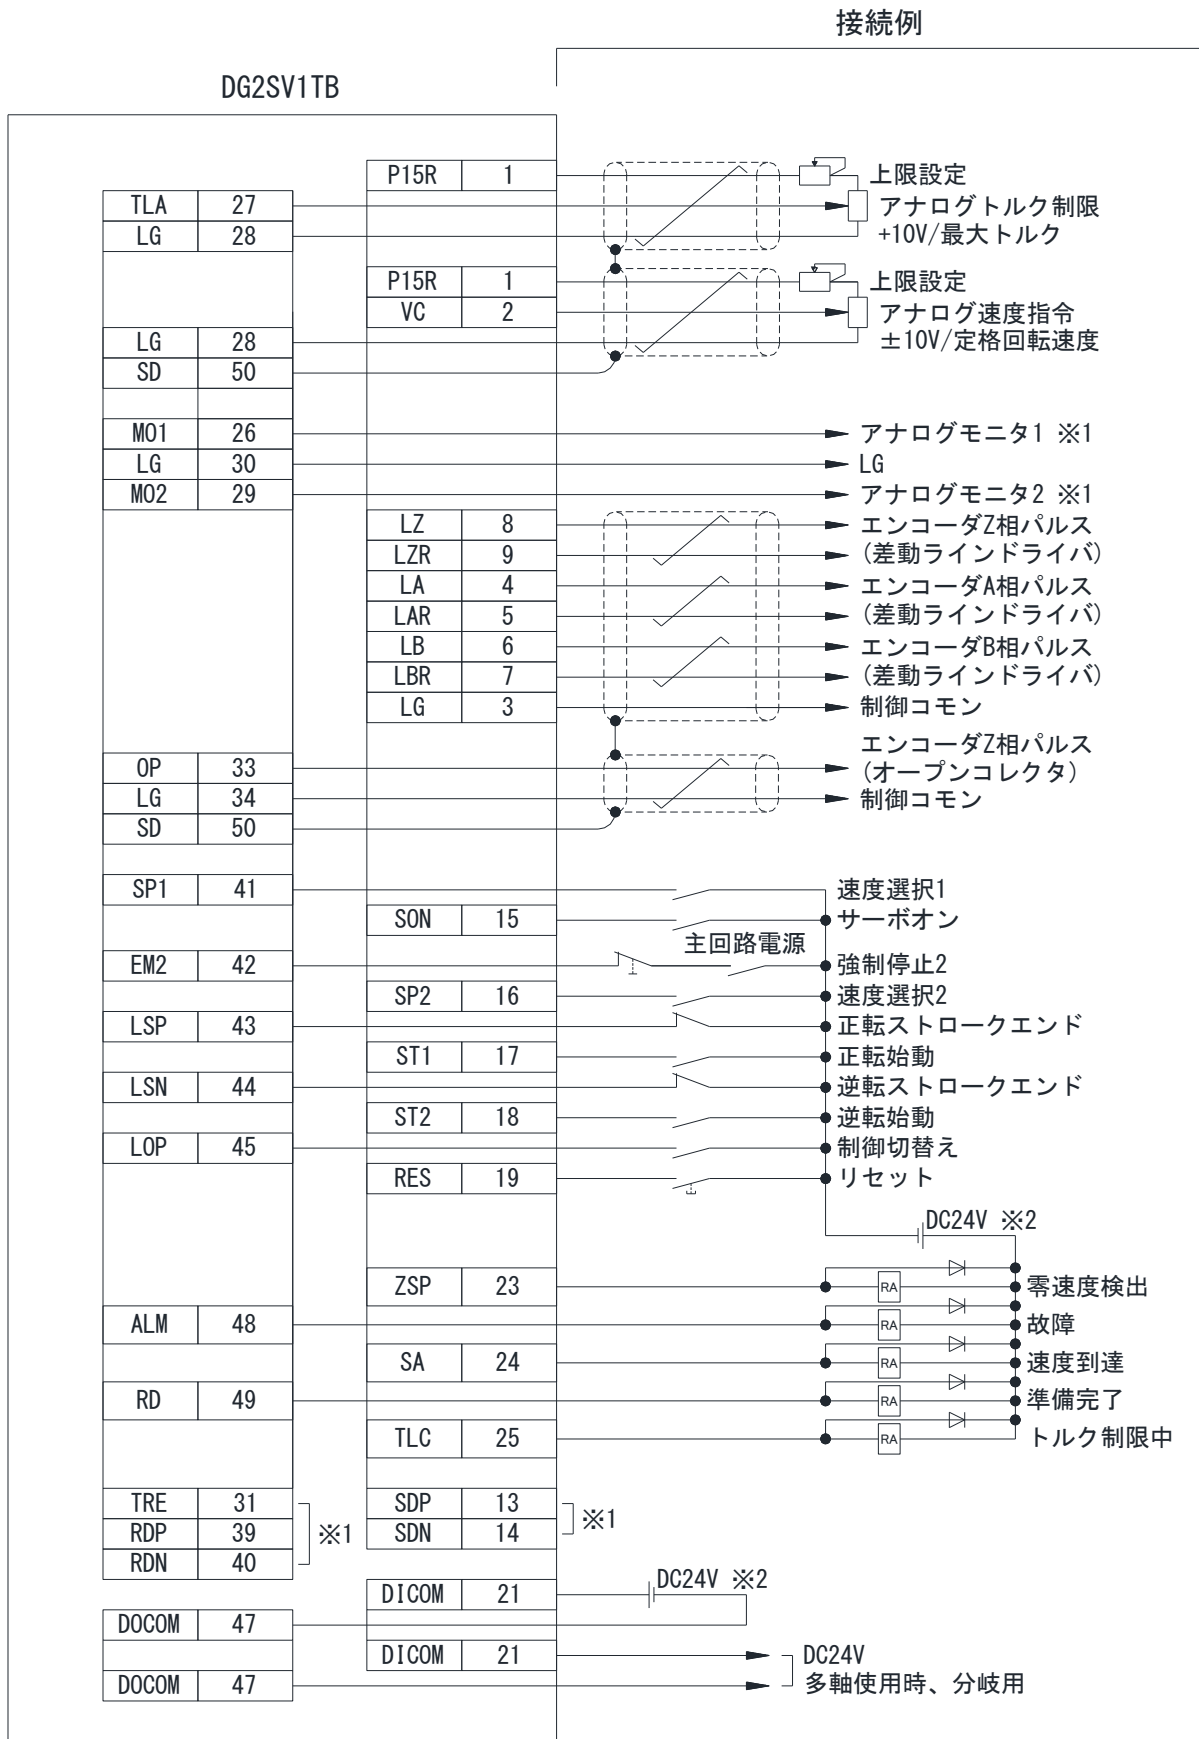 接続例
DG2SV1TB
P15R 1 上限設定
TLA 27 アナログトルク制限
LG 28 +10V/最大トルク
P15R 1 上限設定
VC 2 アナログ速度指令
LG 28 ±10V/定格回転速度
SD 50
MO1 26 アナログモニタ1 ※1
LG 30 LG
MO2 29 アナログモニタ2 ※1
LZ 8 エンコーダZ相パルス
LZR 9 (差動ラインドライバ)
LA 4 エンコーダA相パルス
LAR 5 (差動ラインドライバ)
LB 6 エンコーダB相パルス
LBR 7 (差動ラインドライバ)
LG 3 制御コモン
エンコーダZ相パルス
OP 33 (オープンコレクタ)
LG 34 制御コモン
SD 50
SP1 41 速度選択1
SON 15 サーボオン
主回路電源
EM2 42 強制停止2
SP2 16 速度選択2
LSP 43 正転ストロークエンド
ST1 17 正転始動
LSN 44 逆転ストロークエンド
ST2 18 逆転始動
LOP 45 制御切替え
RES 19 リセット
DC24V ※2
ZSP 23 RA 零速度検出
ALM 48 RA 故障
SA 24 RA 速度到達
RD 49 RA 準備完了
TLC 25 RA トルク制限中
TRE 31 SDP 13
RDP 39 ※1 SDN 14 ※1
RDN 40
DICOM 21 DC24V ※2
DOCOM 47
DICOM 21 DC24V
DOCOM 47 多軸使用時、分岐用